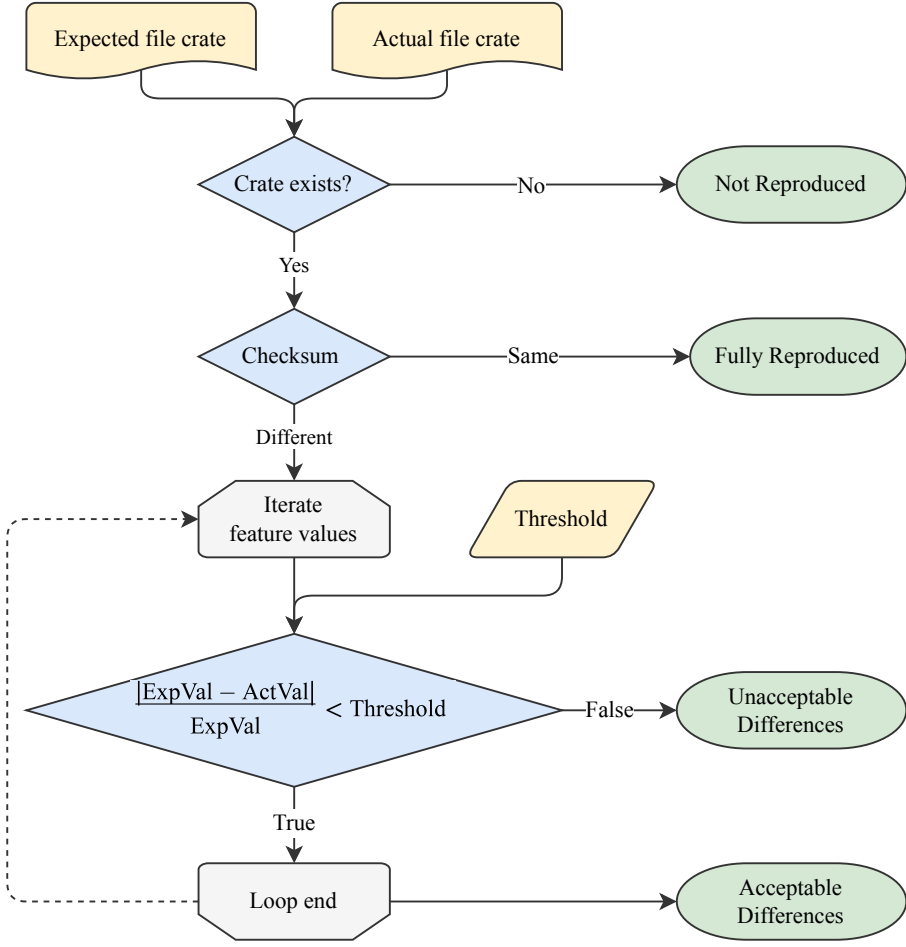 Expected file crate
Actual file crate
Crate exists?
No
Not Reproduced
Yes
Checksum
Same
Fully Reproduced
Different
Iterate
feature values
Threshold
|ExpVal − ActVal|
ExpVal
< Threshold
False
Unacceptable
Differences
True
Loop end
Acceptable
Differences